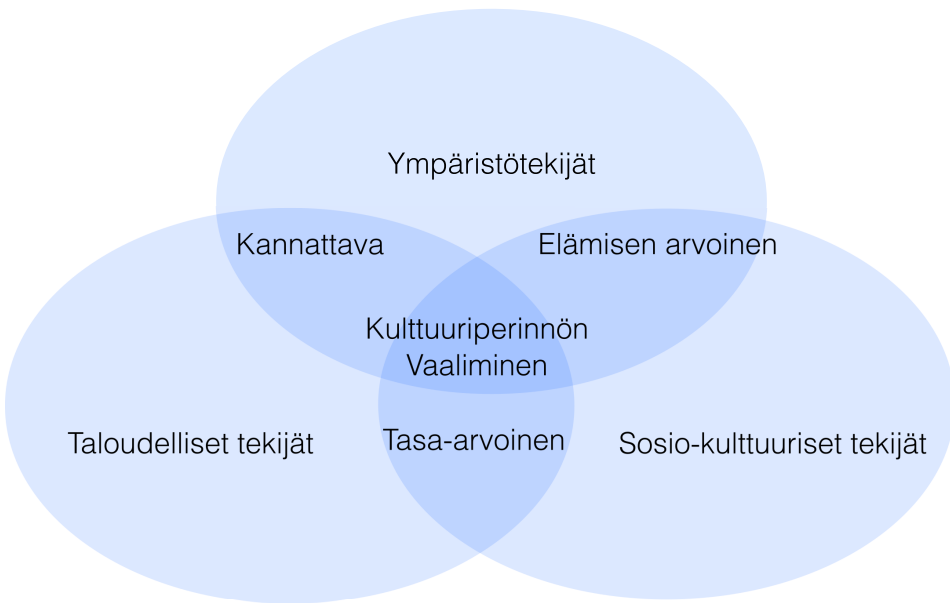 Ympäristötekijät
Kannattava
Elämisen arvoinen
Kulttuuriperinnön
Vaaliminen
Taloudelliset tekijät
Tasa-arvoinen
Sosio-kulttuuriset tekijät